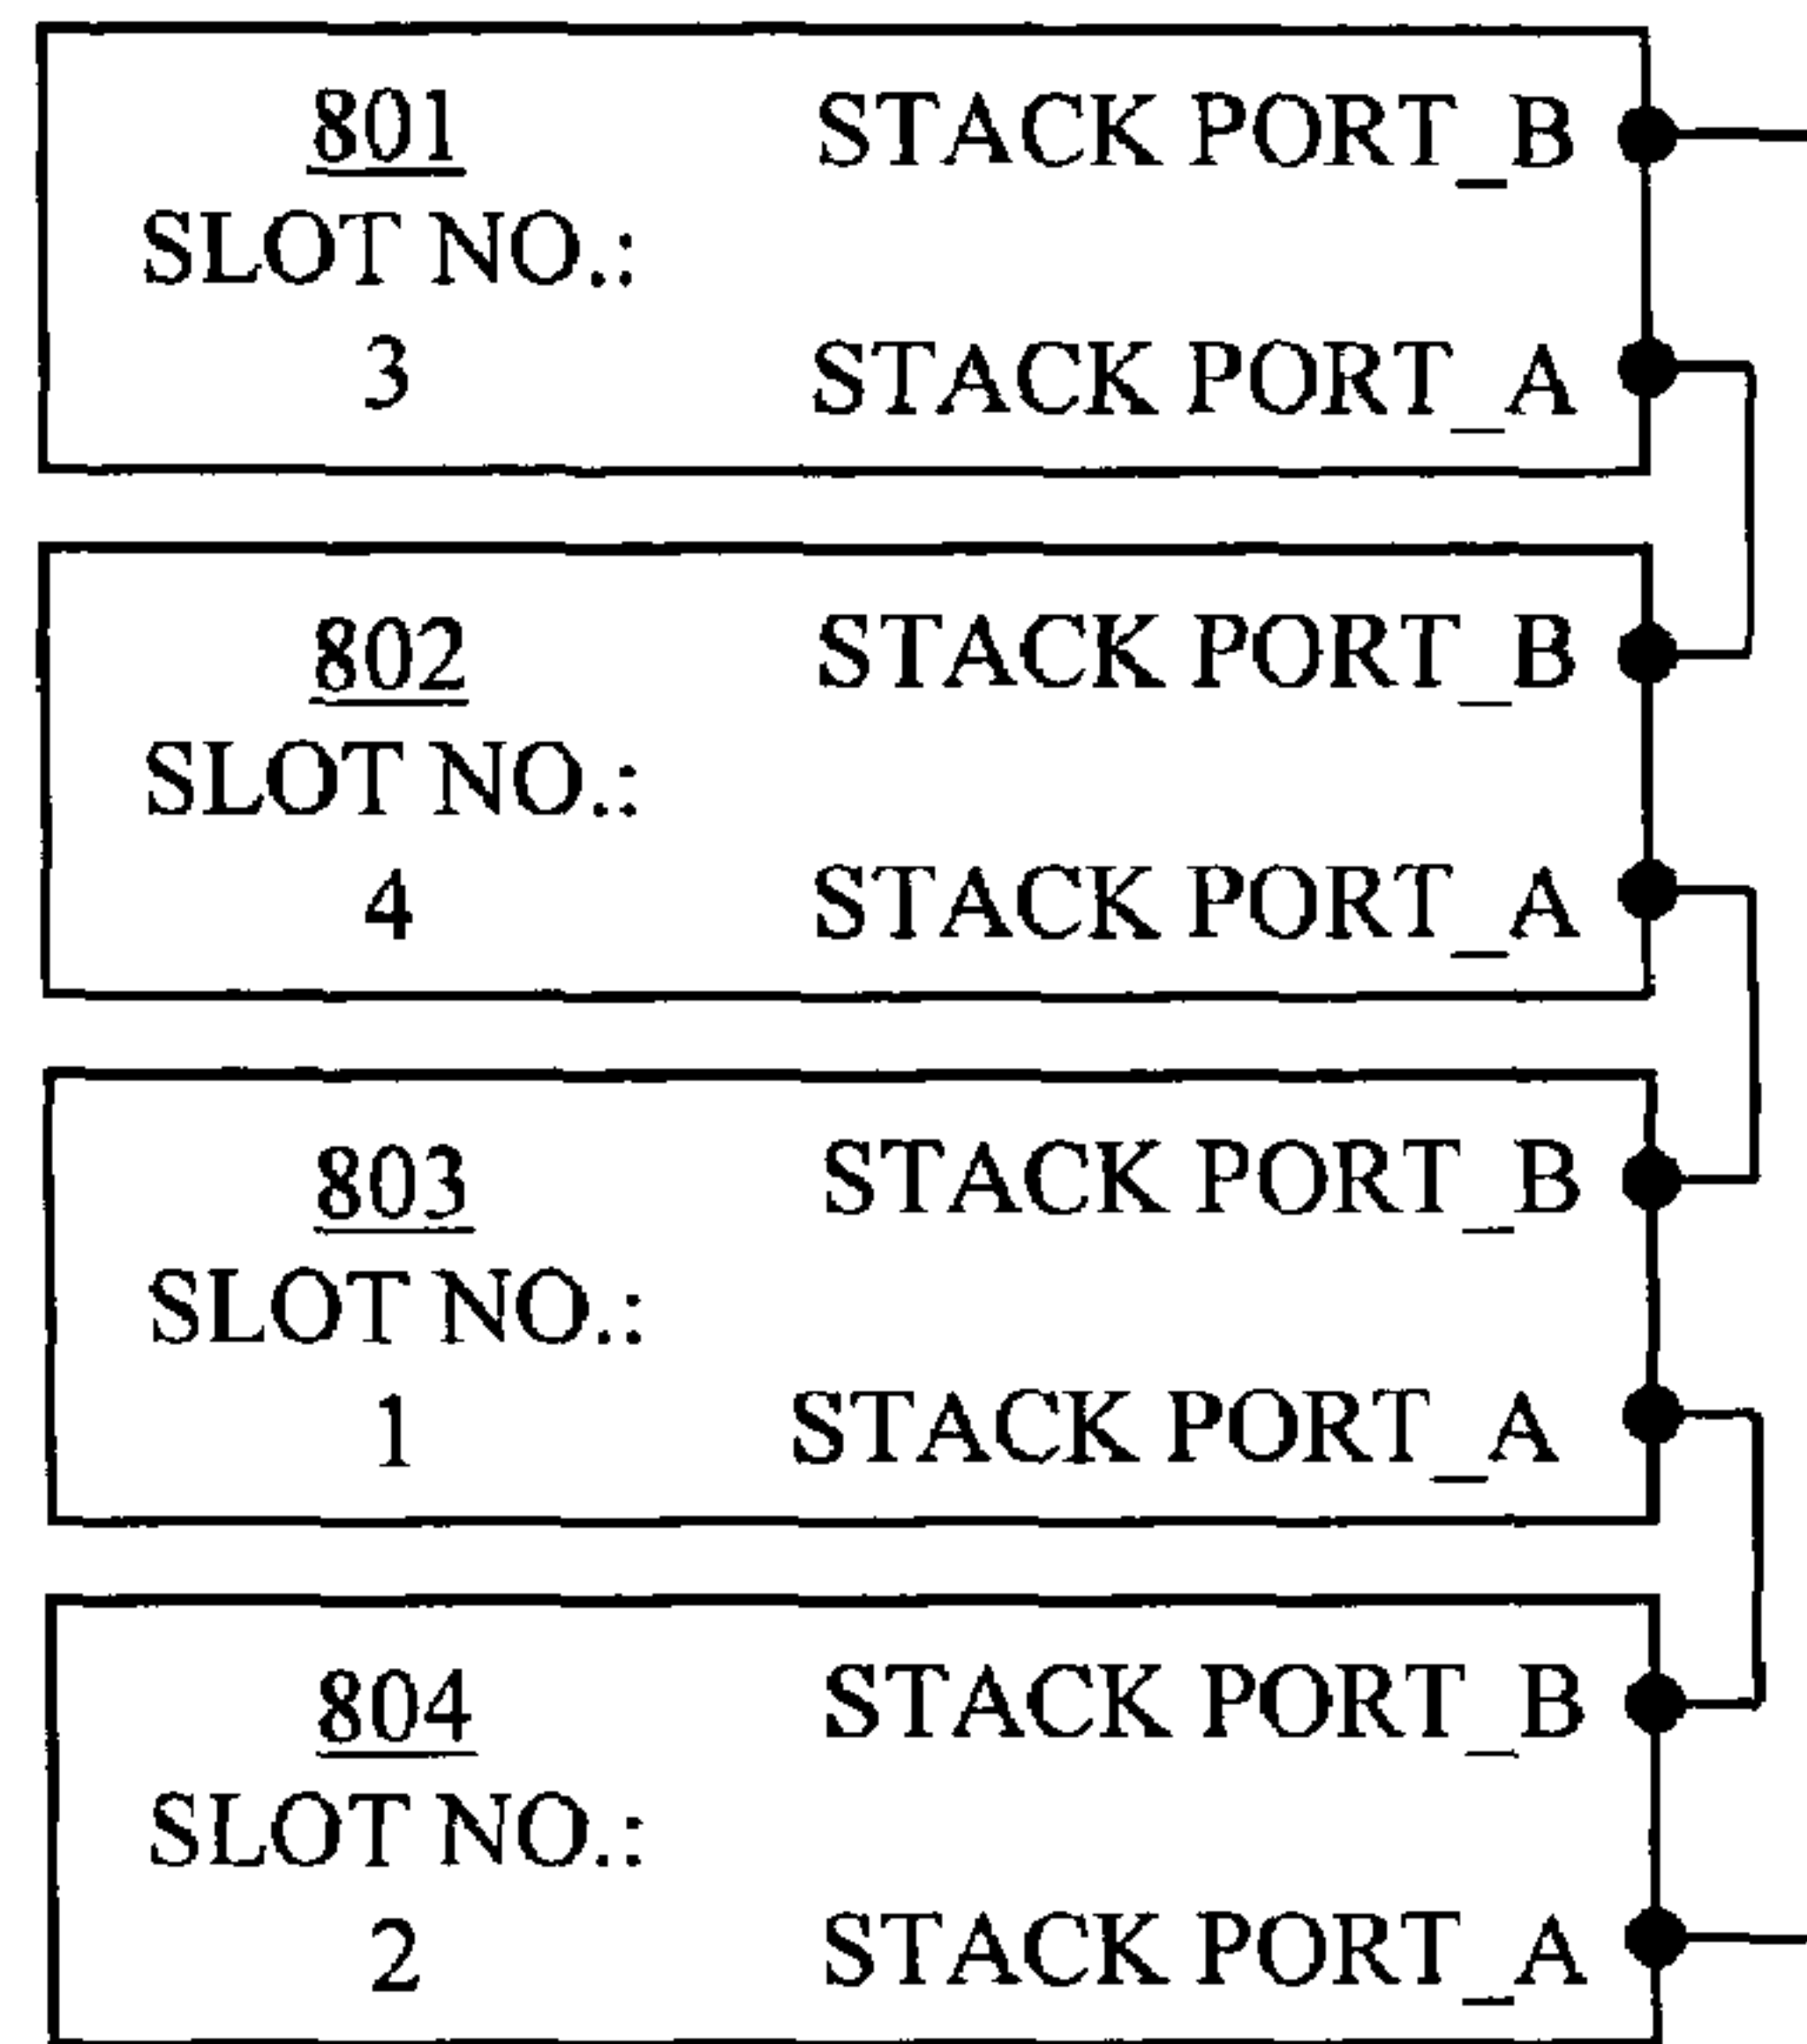 801 STACK PORT_B
SLOT NO.:
3 STACK PORT_A
802 STACK PORT_B
SLOT NO.:
4 STACK PORT_A
803 STACK PORT_B
SLOT NO.:
1 STACK PORT_A
804 STACK PORT_B
SLOT NO.:
2 STACK PORT_A